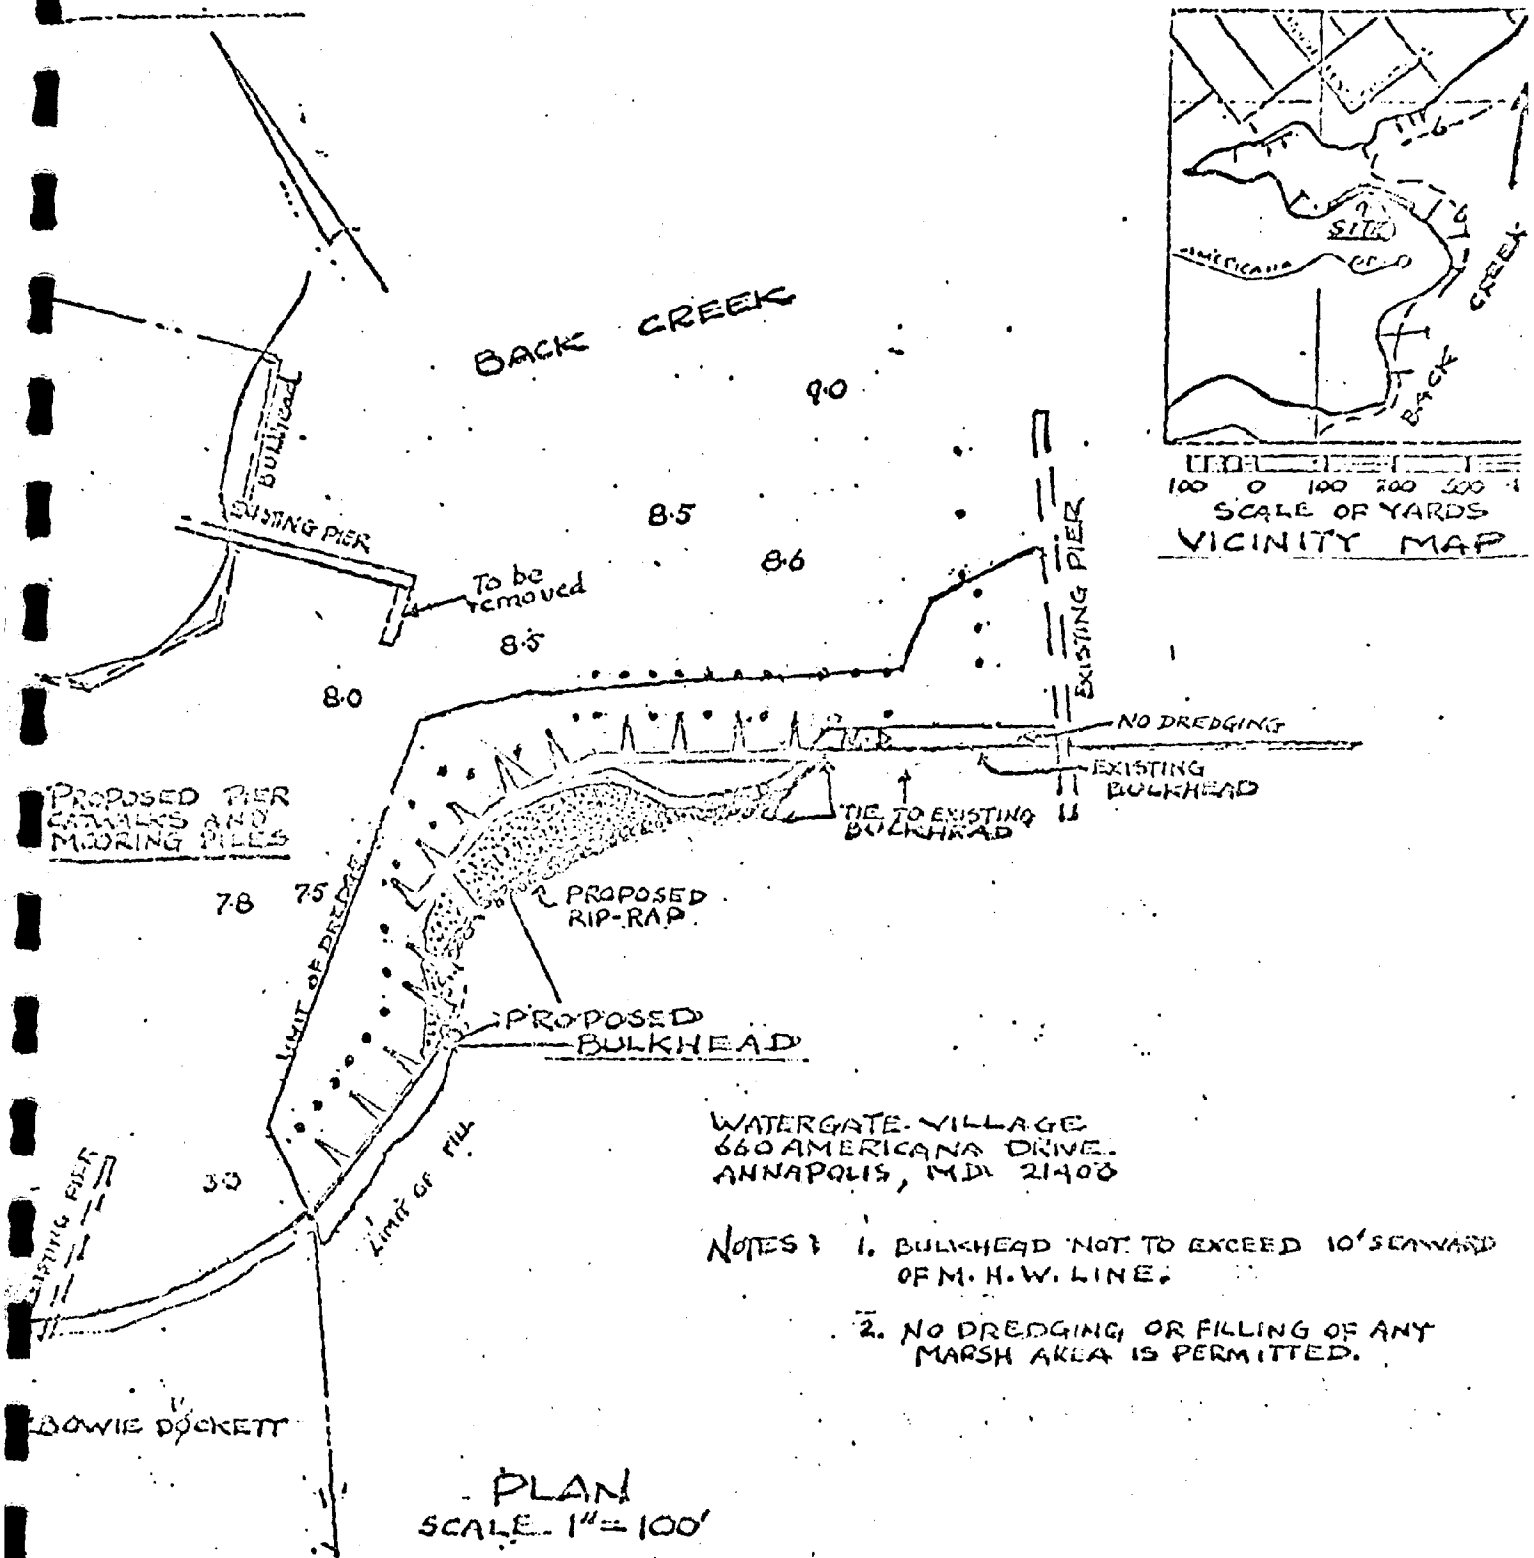 BACK CREEK
9.0
8.5
8.6
8.5
8.0
7.8
7.5
3.0
Bulkhead
EXISTING PIER
To be
removed
EXISTING PIER
NO DREDGING
EXISTING
BULKHEAD
TIE TO EXISTING
BULKHEAD
PROPOSED PIER
CATWALKS AND
MOORING PILES
LIMIT OF DREDGE
PROPOSED
RIP-RAP
PROPOSED
BULKHEAD
LIMIT OF FILL
EXISTING PIER
SITE
AMERICANA
BACK CREEK
100 0 100 200 300
SCALE OF YARDS
VICINITY MAP
WATERGATE VILLAGE
660 AMERICANA DRIVE
ANNAPOLIS, MD.
NOTES: 1. BULKHEAD NOT TO EXCEED 10' SEAWARD
OF M.H.W. LINE.
2. NO DREDGING OR FILLING OF ANY
MARSH AREA IS PERMITTED.
BOWIE DOCKETT
PLAN
SCALE 1"=100'